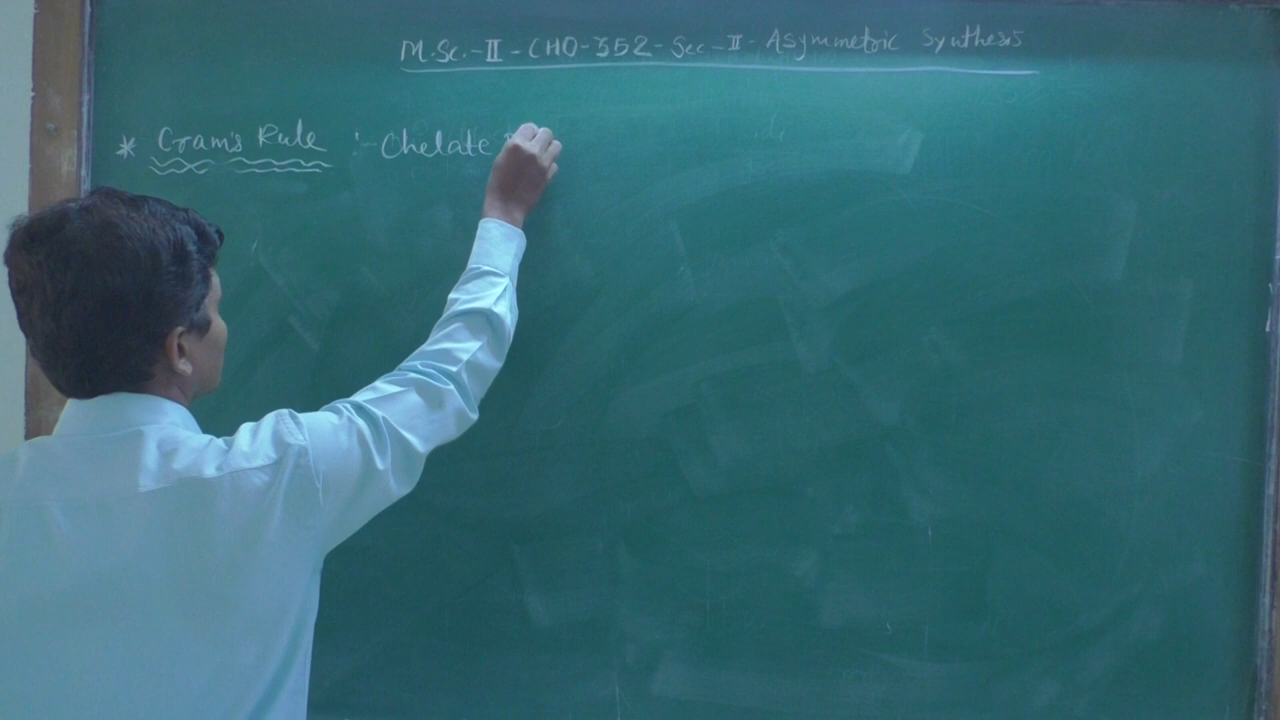 M.Sc.-II-CHO-352-Sec-II-Asymmetric Synthesis
* Cram's Rule :- Chelate